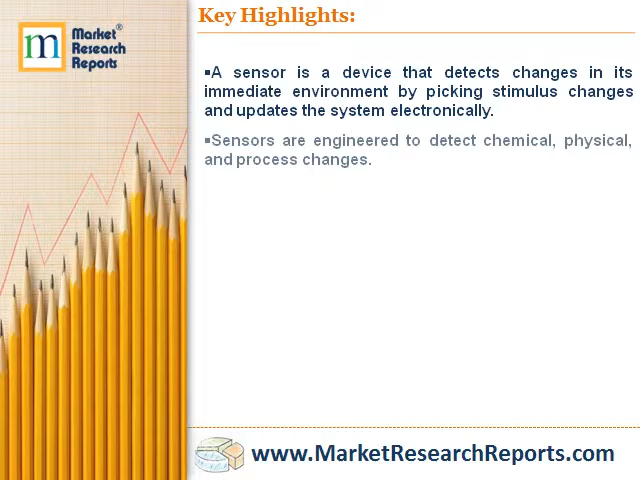 Market®
Research
Reports
m
Key Highlights:
▪A sensor is a device that detects changes in its
immediate environment by picking stimulus changes
and updates the system electronically.
▪Sensors are engineered to detect chemical, physical,
and process changes.
www.MarketResearchReports.com